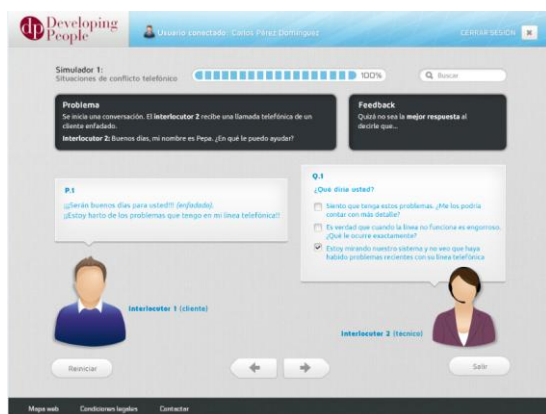 dp Developing People
Usuario conectado: Carlos Pérez Domínguez
CERRAR SESIÓN
Simulador 1:
Situaciones de conflicto telefónico
100%
Buscar
Problema
Se inicia una conversación. El interlocutor 2 recibe una llamada telefónica de un
cliente enfadado.
Interlocutor 2: Buenos días, mi nombre es Pepa. ¿En qué le puedo ayudar?
Feedback
Quizá no sea la mejor respuesta al
decirle que...
P.1
¡¡¡Serán buenos días para usted!!! (enfadado).
¡¡Estoy harto de los problemas que tengo en mi línea telefónica!!
Q.1
¿Qué diría usted?
Siento que tenga estos problemas. ¿Me los podría
contar con más detalle?
Es verdad que cuando la línea no funciona es engorroso.
¿Qué le ocurre exactamente?
Estoy mirando nuestro sistema y no veo que haya
habido problemas recientes con su línea telefónica
Interlocutor 1 (cliente)
Interlocutor 2 (técnico)
Reiniciar
Salir
Mapa web
Condiciones legales
Contactar